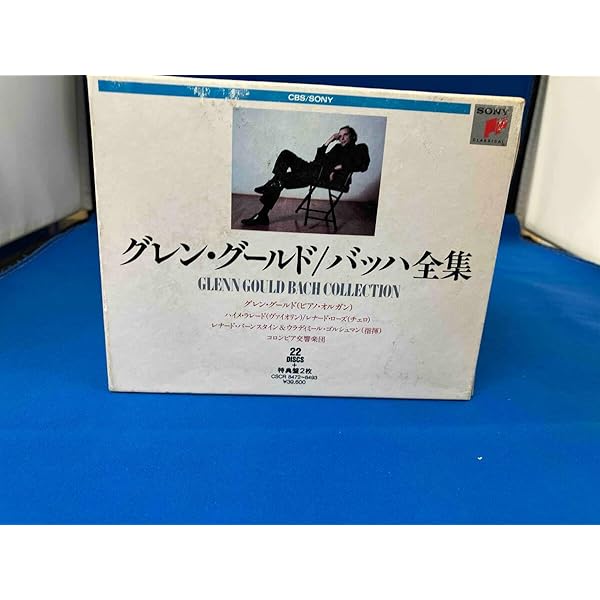 CBS/SONY
SONY
CLASSICAL
グレン・グールド/バッハ全集
GLENN GOULD BACH COLLECTION
グレン・グールド(ピアノ・オルガン)
ハイメ・ラレード(ヴァイオリン)/レナード・ローズ(チェロ)
レナード・バーンスタイン&ウラディミール・ゴルシュマン(指揮)
コロンビア交響楽団
22
DISCS
+
特典盤2枚
CSCR 8472~8493
¥39,600